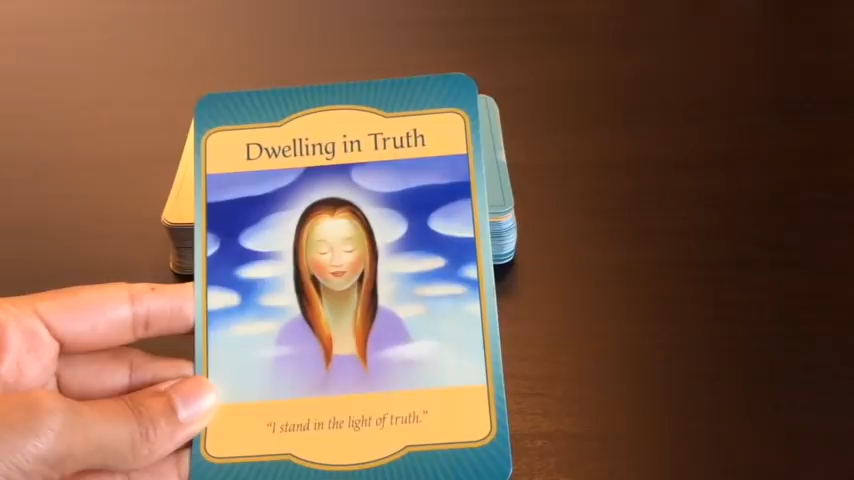 Dwelling in Truth
“I stand in the light of truth.”